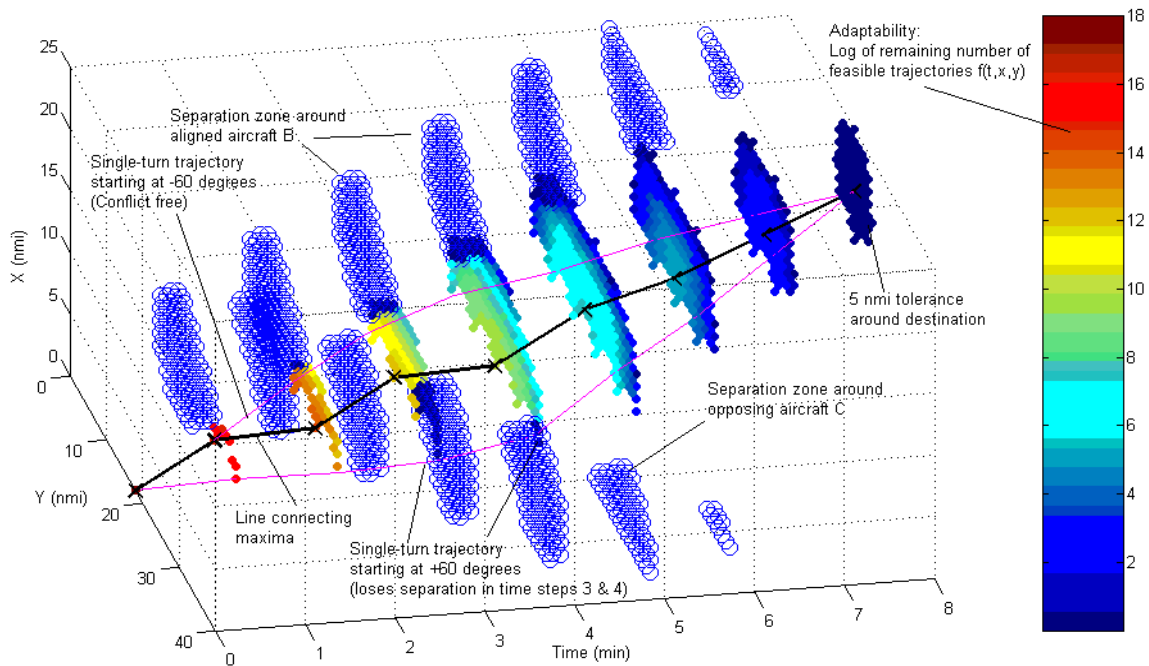 25
20
15
10
5
0
X (nmi)
0
10
20
30
40
Y (nmi)
0
1
2
3
4
5
6
7
8
Time (min)
Separation zone around
aligned aircraft B
Single-turn trajectory
starting at -60 degrees
(Conflict free)
Adaptability:
Log of remaining number of
feasible trajectories f(t,x,y)
5 nmi tolerance
around destination
Separation zone around
opposing aircraft C
Line connecting
maxima
Single-turn trajectory
starting at +60 degrees
(loses separation in time steps 3 & 4)
18
16
14
12
10
8
6
4
2